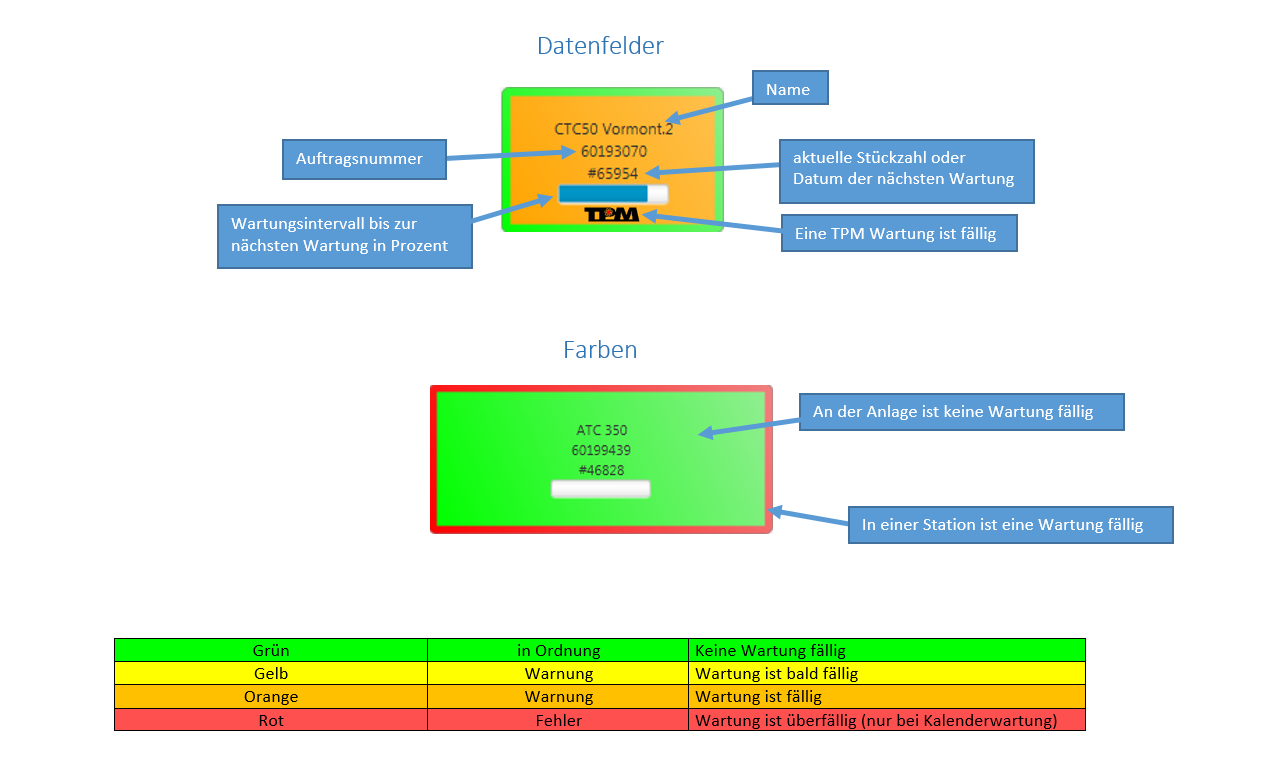 Datenfelder
Name
CTC50 Vormont.2
Auftragsnummer
60193070
aktuelle Stückzahl oder
Datum der nächsten Wartung
#65954
Wartungsintervall bis zur
nächsten Wartung in Prozent
TPM
Eine TPM Wartung ist fällig
Farben
An der Anlage ist keine Wartung fällig
ATC 350
60199439
#46828
In einer Station ist eine Wartung fällig
Grün in Ordnung Keine Wartung fällig
Gelb Warnung Wartung ist bald fällig
Orange Warnung Wartung ist fällig
Rot Fehler Wartung ist überfällig (nur bei Kalenderwartung)